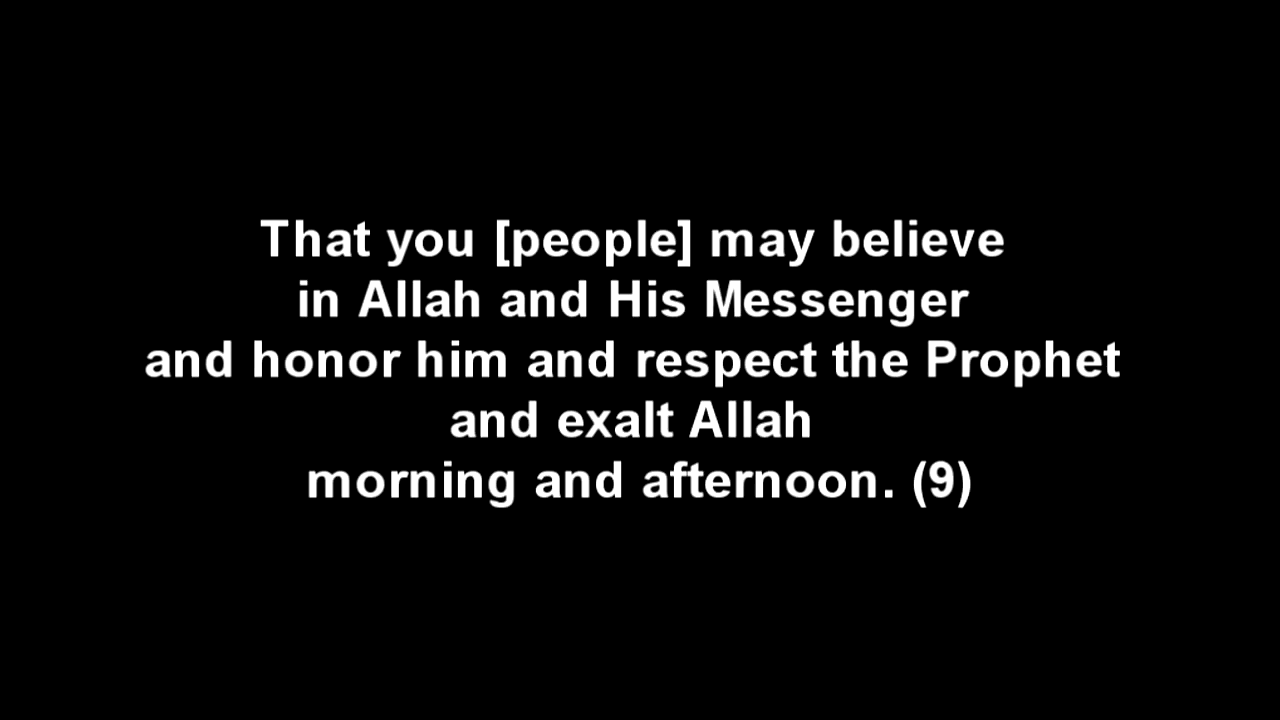 That you [people] may believe
in Allah and His Messenger
and honor him and respect the Prophet
and exalt Allah
morning and afternoon. (9)